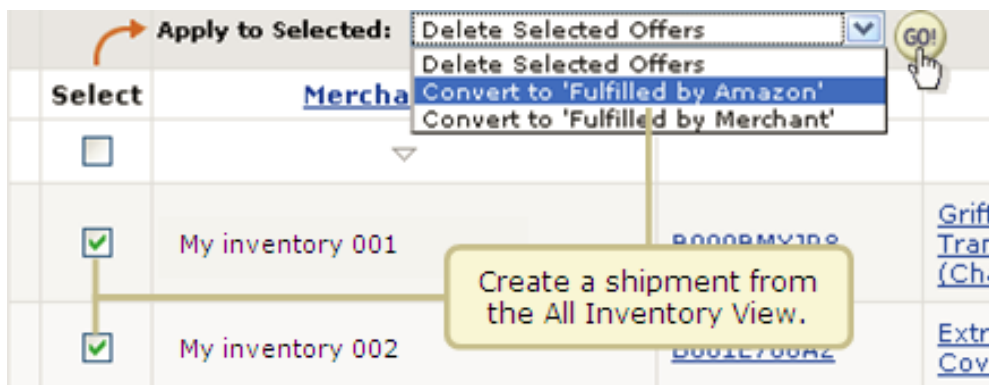 Apply to Selected: Delete Selected Offers GO!
Delete Selected Offers
Convert to 'Fulfilled by Amazon'
Convert to 'Fulfilled by Merchant'
Select
My inventory 001
Create a shipment from
the All Inventory View.
My inventory 002